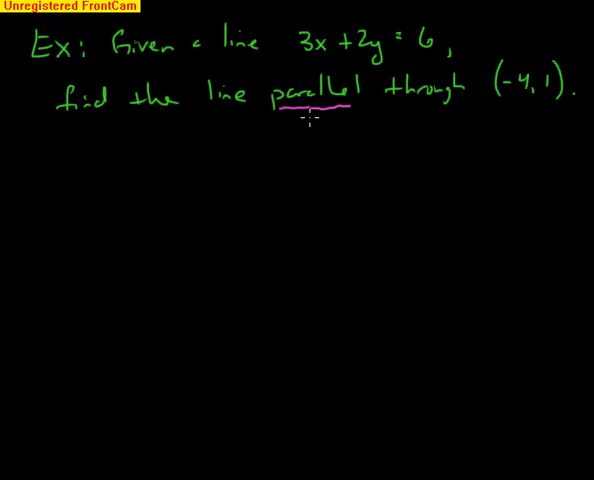 Unregistered FrontCam
Ex: Given a line 3x + 2y = 6,
find the line parallel through (-4, 1).